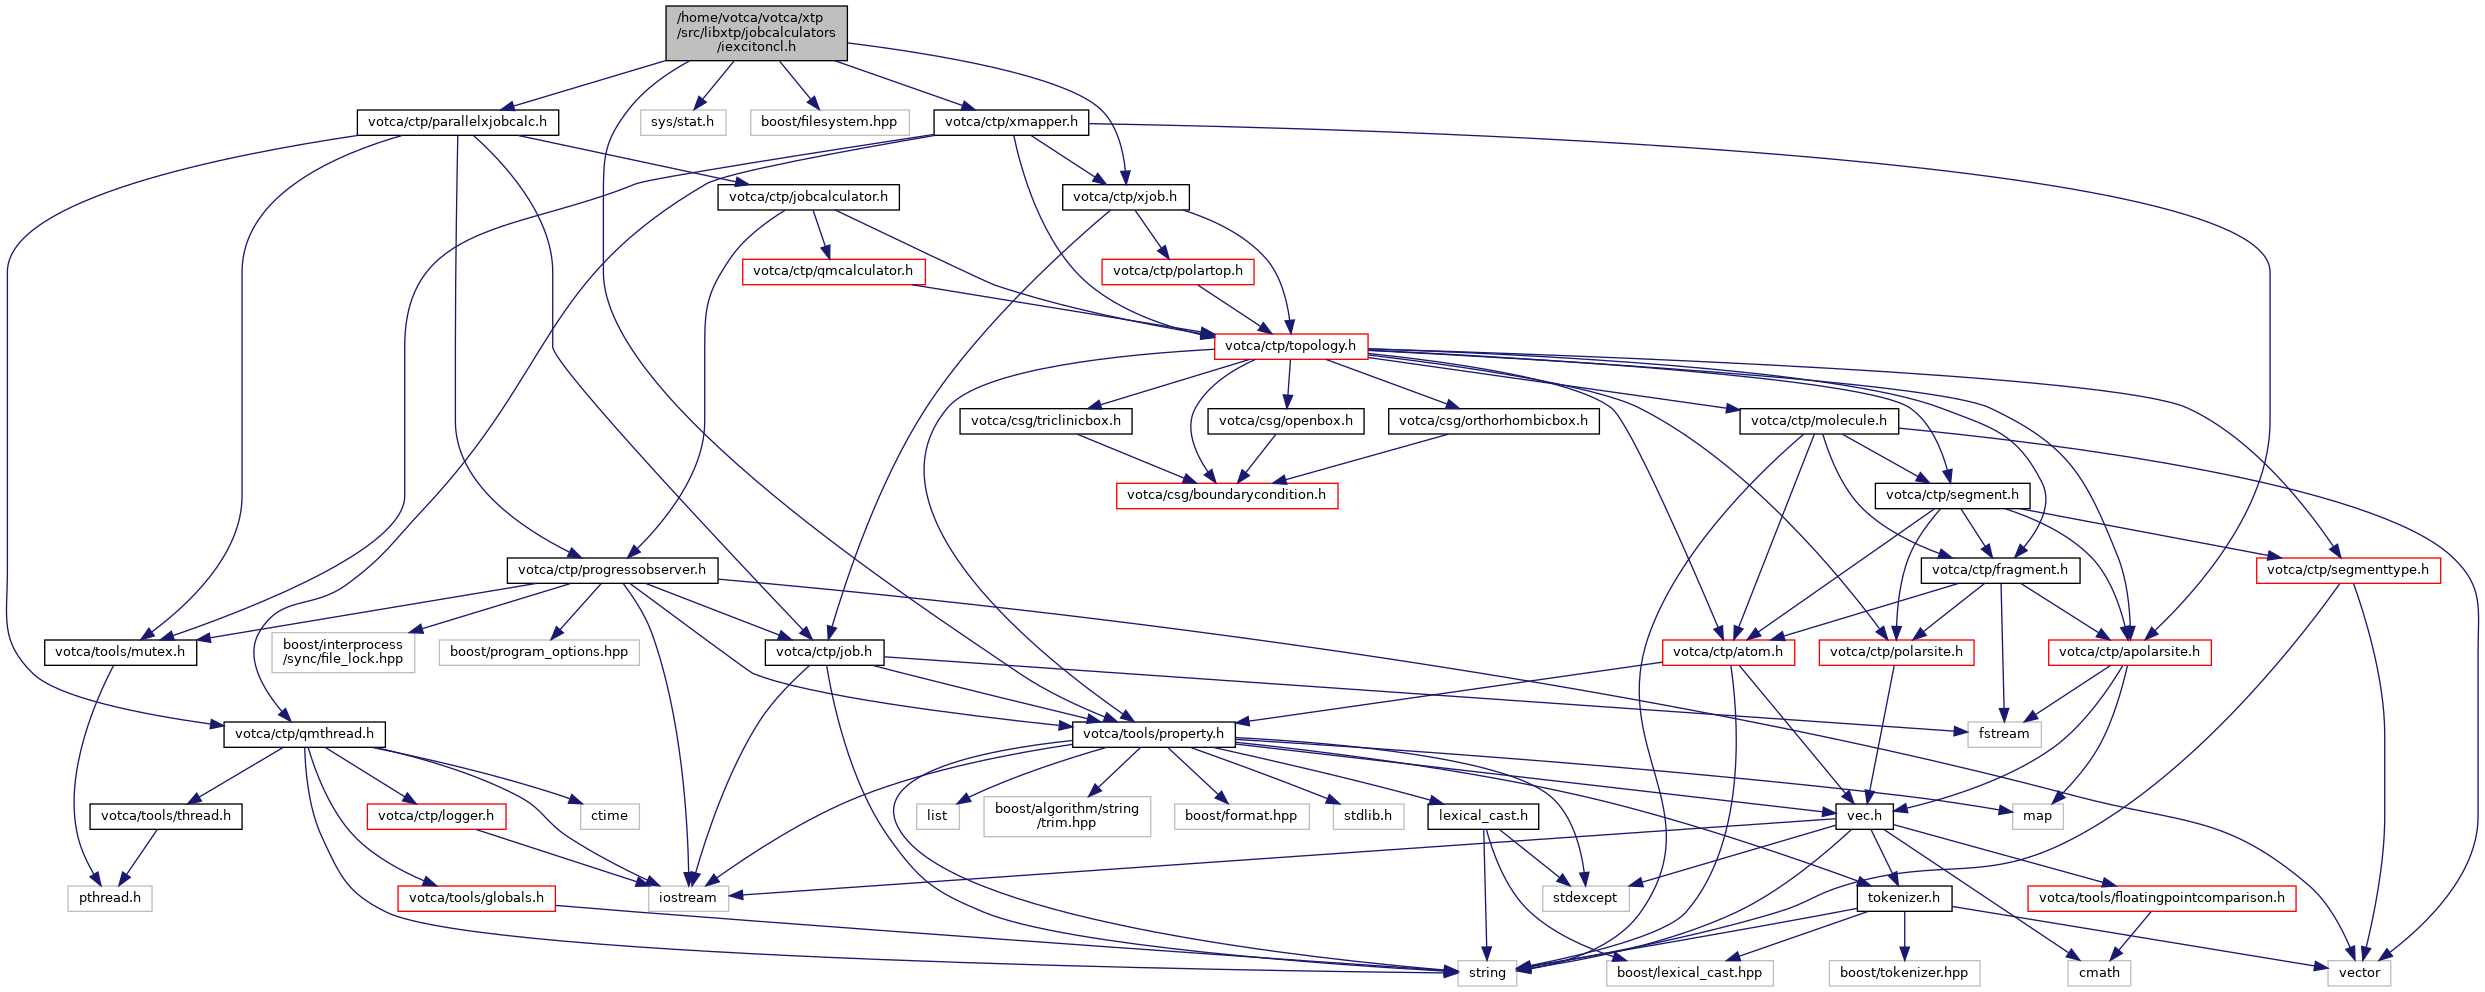 /home/votca/votca/xtp
/src/libxtp/jobcalculators
/iexcitoncl.h
votca/ctp/parallelxjobcalc.h
sys/stat.h
boost/filesystem.hpp
votca/ctp/xmapper.h
votca/ctp/jobcalculator.h
votca/ctp/xjob.h
votca/ctp/qmcalculator.h
votca/ctp/polartop.h
votca/ctp/topology.h
votca/csg/triclinicbox.h
votca/csg/openbox.h
votca/csg/orthorhombicbox.h
votca/ctp/molecule.h
votca/csg/boundarycondition.h
votca/ctp/segment.h
votca/ctp/progressobserver.h
votca/ctp/fragment.h
votca/ctp/segmenttype.h
votca/tools/mutex.h
boost/interprocess
/sync/file_lock.hpp
boost/program_options.hpp
votca/ctp/job.h
votca/ctp/atom.h
votca/ctp/polarsite.h
votca/ctp/apolarsite.h
votca/ctp/qmthread.h
votca/tools/property.h
fstream
votca/tools/thread.h
votca/ctp/logger.h
ctime
list
boost/algorithm/string
/trim.hpp
boost/format.hpp
stdlib.h
lexical_cast.h
vec.h
map
pthread.h
votca/tools/globals.h
iostream
stdexcept
tokenizer.h
votca/tools/floatingpointcomparison.h
string
boost/lexical_cast.hpp
boost/tokenizer.hpp
cmath
vector